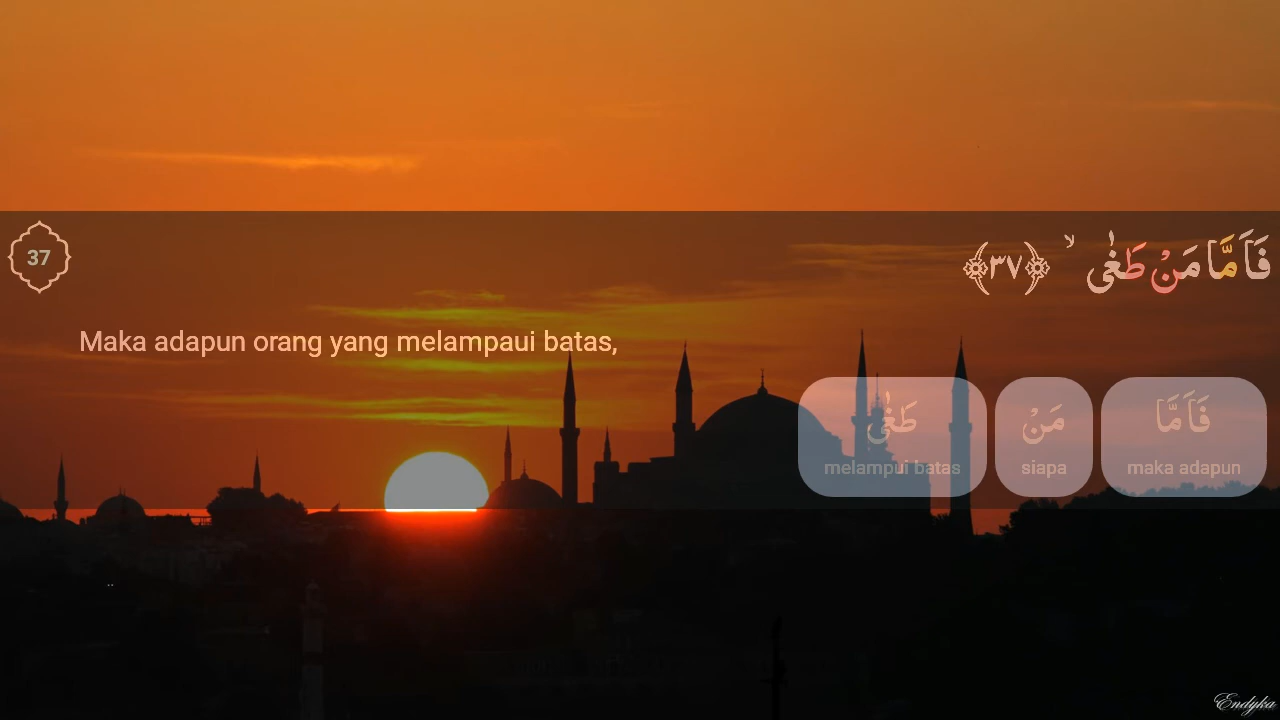 37
فَاَمَّا مَنْ طَغٰىۙ ﴿٣٧﴾
Maka adapun orang yang melampaui batas,
فَاَمَّا مَنْ طَغٰى
maka adapun siapa melampui batas
Endyka